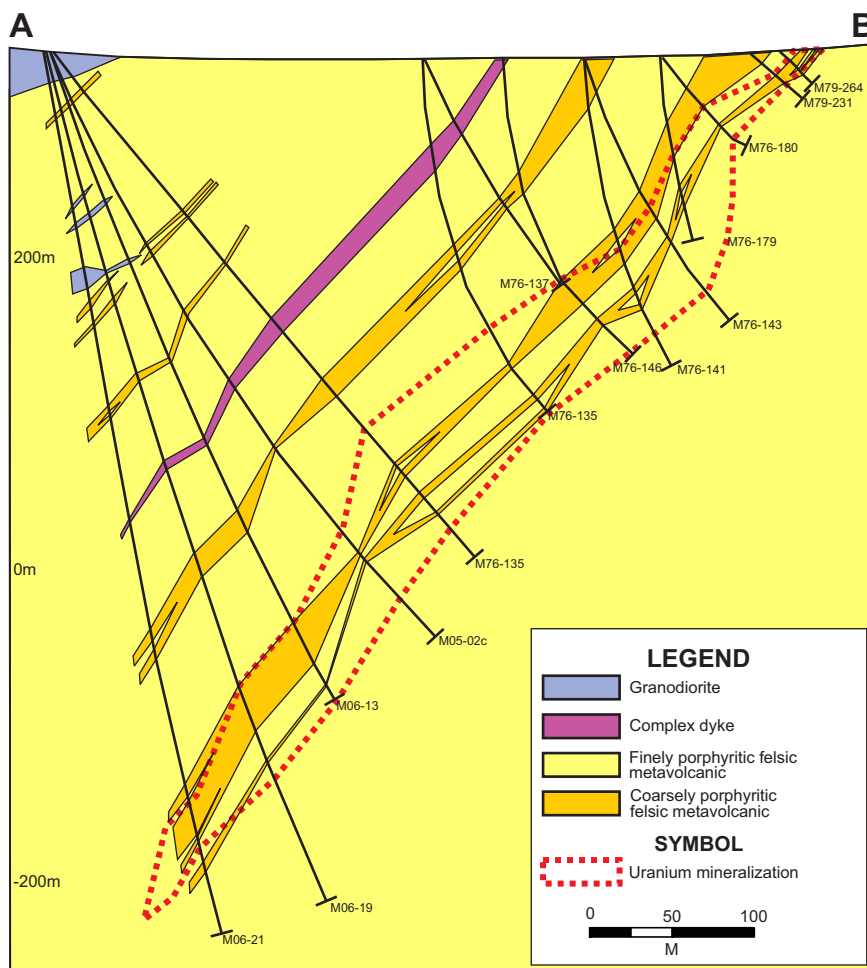 A
B
M79-264
M79-231
M76-180
200m
M76-179
M76-137
M76-143
M76-146
M76-141
M76-135
0m
M76-135
M05-02c
M06-13
-200m
M06-19
M06-21
LEGEND
Granodiorite
Complex dyke
Finely porphyritic felsic
metavolcanic
Coarsely porphyritic
felsic metavolcanic
SYMBOL
Uranium mineralization
0 50 100
M